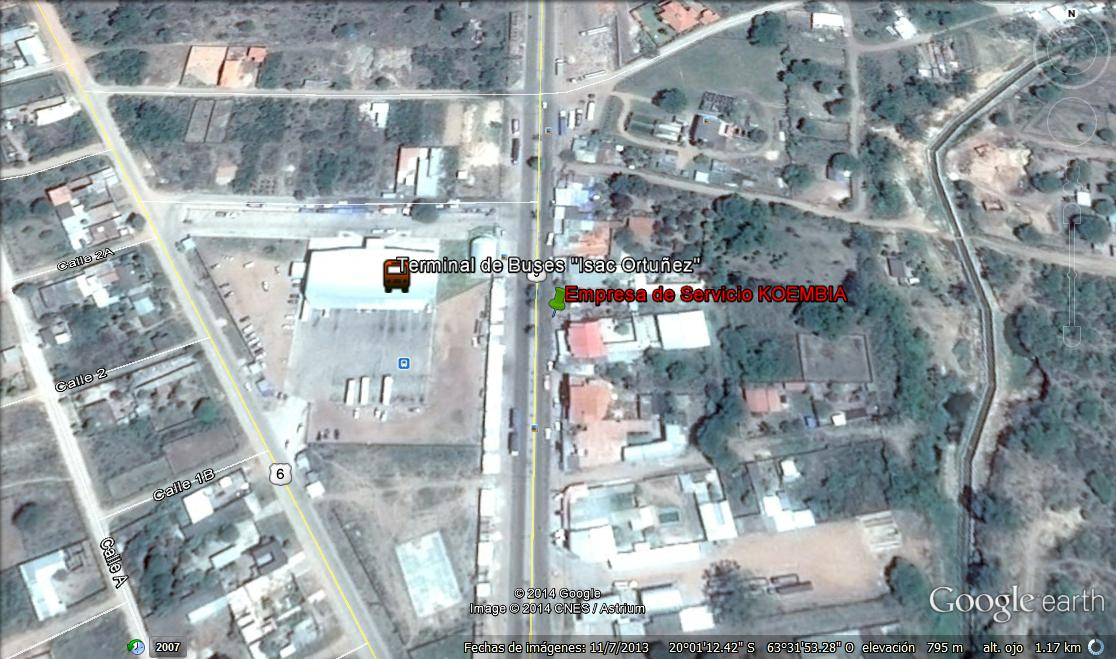 N
Calle 2A
Terminal de Buses "Isac Ortuñez"
Empresa de Servicio KOEMBIA
Calle 2
6
Calle 1B
Calle A
© 2014 Google
Image © 2014 CNES / Astrium
Google earth
2007
Fechas de imágenes: 11/7/2013 20°01'12.42" S 63°31'53.28" O elevación 795 m alt. ojo 1.17 km